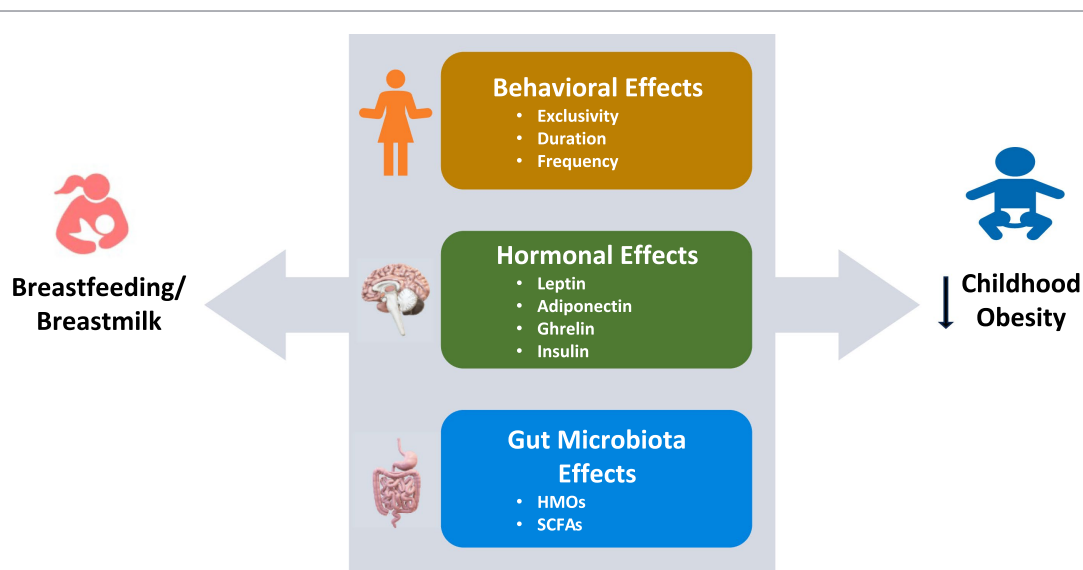 Behavioral Effects
• Exclusivity
• Duration
• Frequency
Breastfeeding/
Breastmilk
Hormonal Effects
• Leptin
• Adiponectin
• Ghrelin
• Insulin
Childhood
Obesity
Gut Microbiota
Effects
• HMOs
• SCFAs